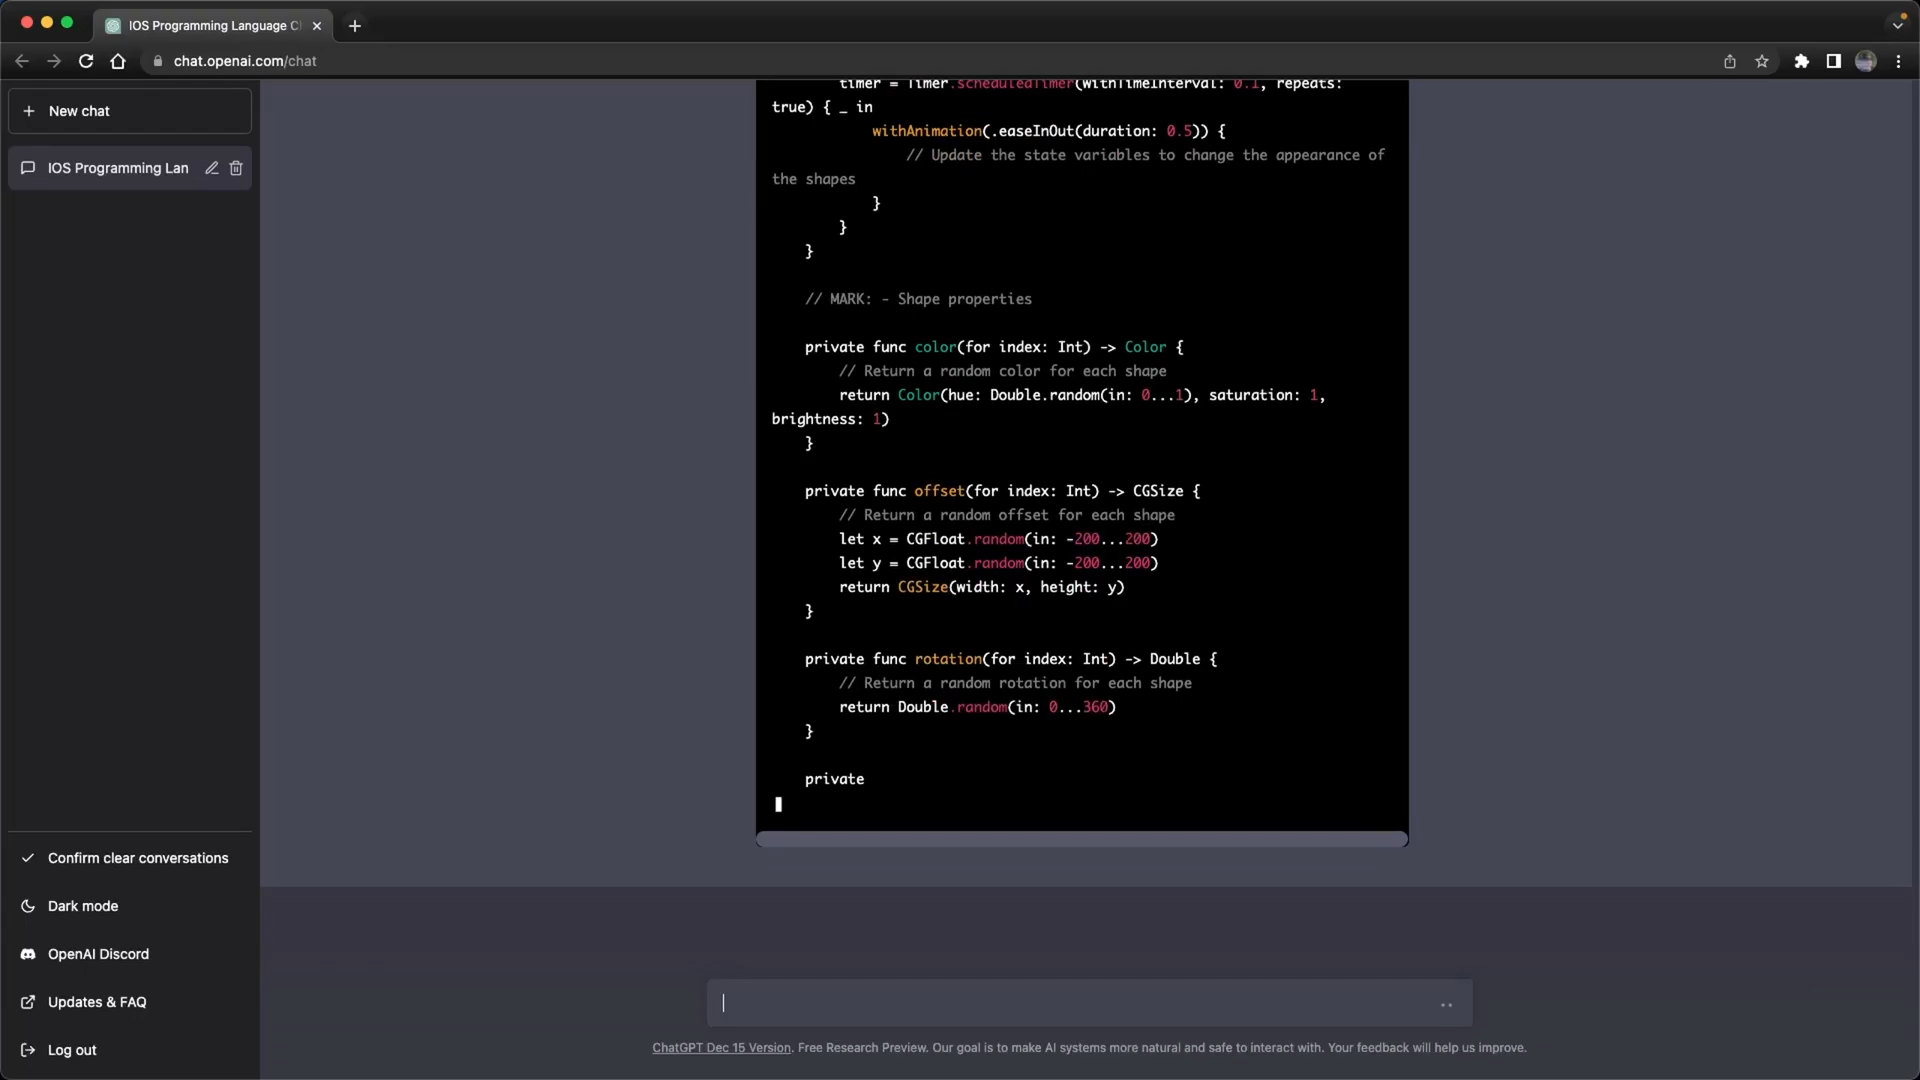 IOS Programming Language C
chat.openai.com/chat
New chat
IOS Programming Lan
timer = Timer.scheduledTimer(withTimeInterval: 0.1, repeats:
true) { _ in
withAnimation(.easeInOut(duration: 0.5)) {
// Update the state variables to change the appearance of
the shapes
}
}
}
// MARK: - Shape properties
private func color(for index: Int) -> Color {
// Return a random color for each shape
return Color(hue: Double.random(in: 0...1), saturation: 1,
brightness: 1)
}
private func offset(for index: Int) -> CGSize {
// Return a random offset for each shape
let x = CGFloat.random(in: -200...200)
let y = CGFloat.random(in: -200...200)
return CGSize(width: x, height: y)
}
private func rotation(for index: Int) -> Double {
// Return a random rotation for each shape
return Double.random(in: 0...360)
}
private
Confirm clear conversations
Dark mode
OpenAI Discord
Updates & FAQ
Log out
ChatGPT Dec 15 Version. Free Research Preview. Our goal is to make AI systems more natural and safe to interact with. Your feedback will help us improve.